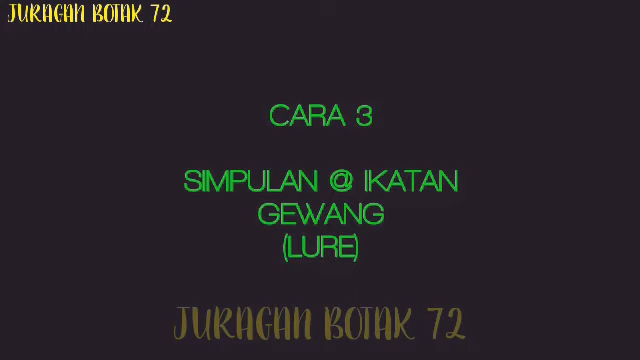 JURAGAN BOTAK 72
CARA 3
SIMPULAN @ IKATAN
GEWANG
(LURE)
JURAGAN BOTAK 72